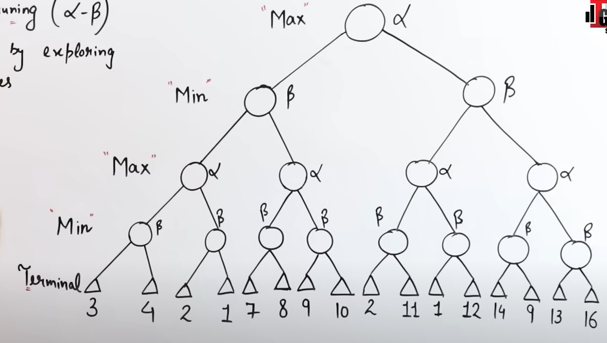 uning (α-β)
"Max" α
by exploring
es
"Min" β β
"Max" α α α α
"Min" β β β β β β β β
Terminal
3 4 2 1 7 8 9 10 2 11 1 12 14 9 13 16